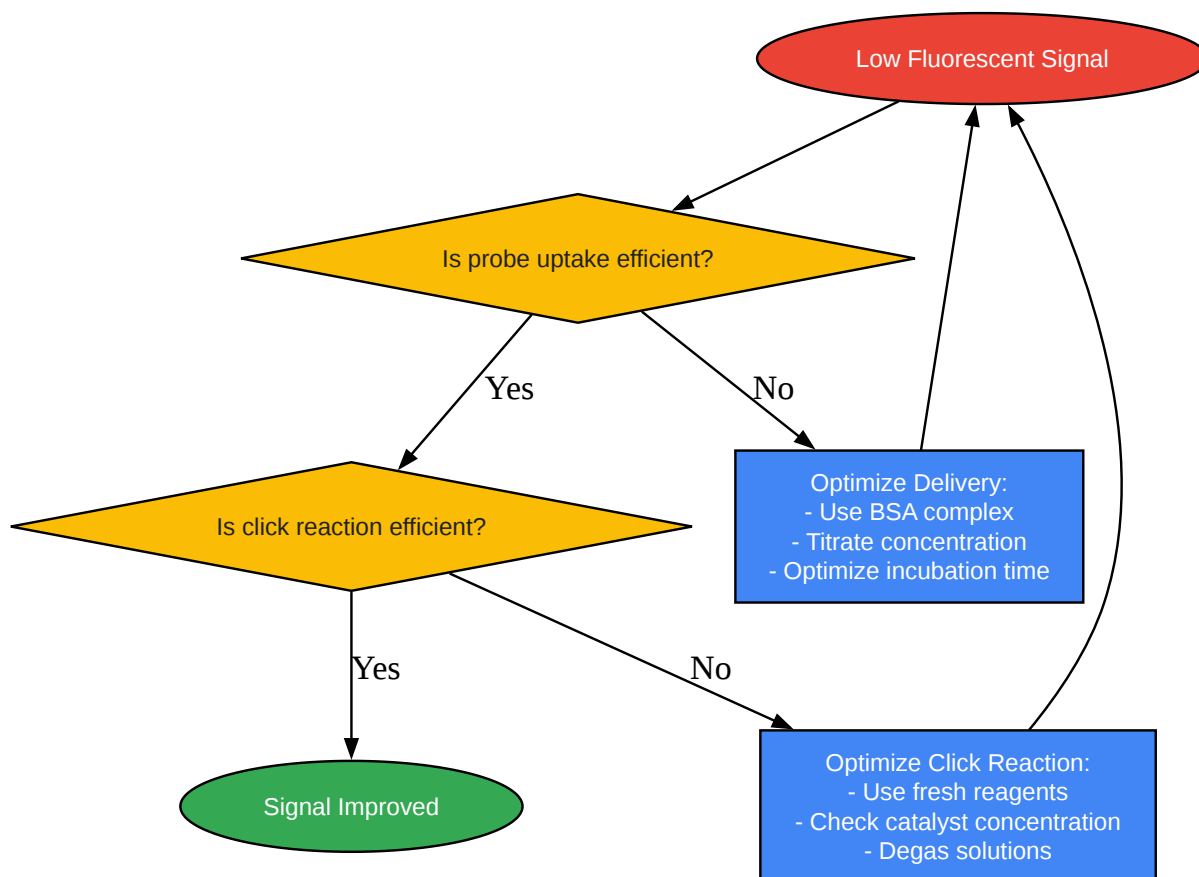 Low Fluorescent Signal
Is probe uptake efficient?
Yes
No
Optimize Delivery:
- Use BSA complex
- Titrate concentration
- Optimize incubation time
Is click reaction efficient?
Yes
No
Signal Improved
Optimize Click Reaction:
- Use fresh reagents
- Check catalyst concentration
- Degas solutions